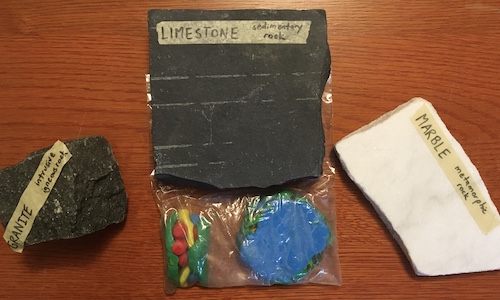 LIMESTONE
sedimentary
rock
GRANITE
intrusive
igneous rock
MARBLE
metamorphic
rock